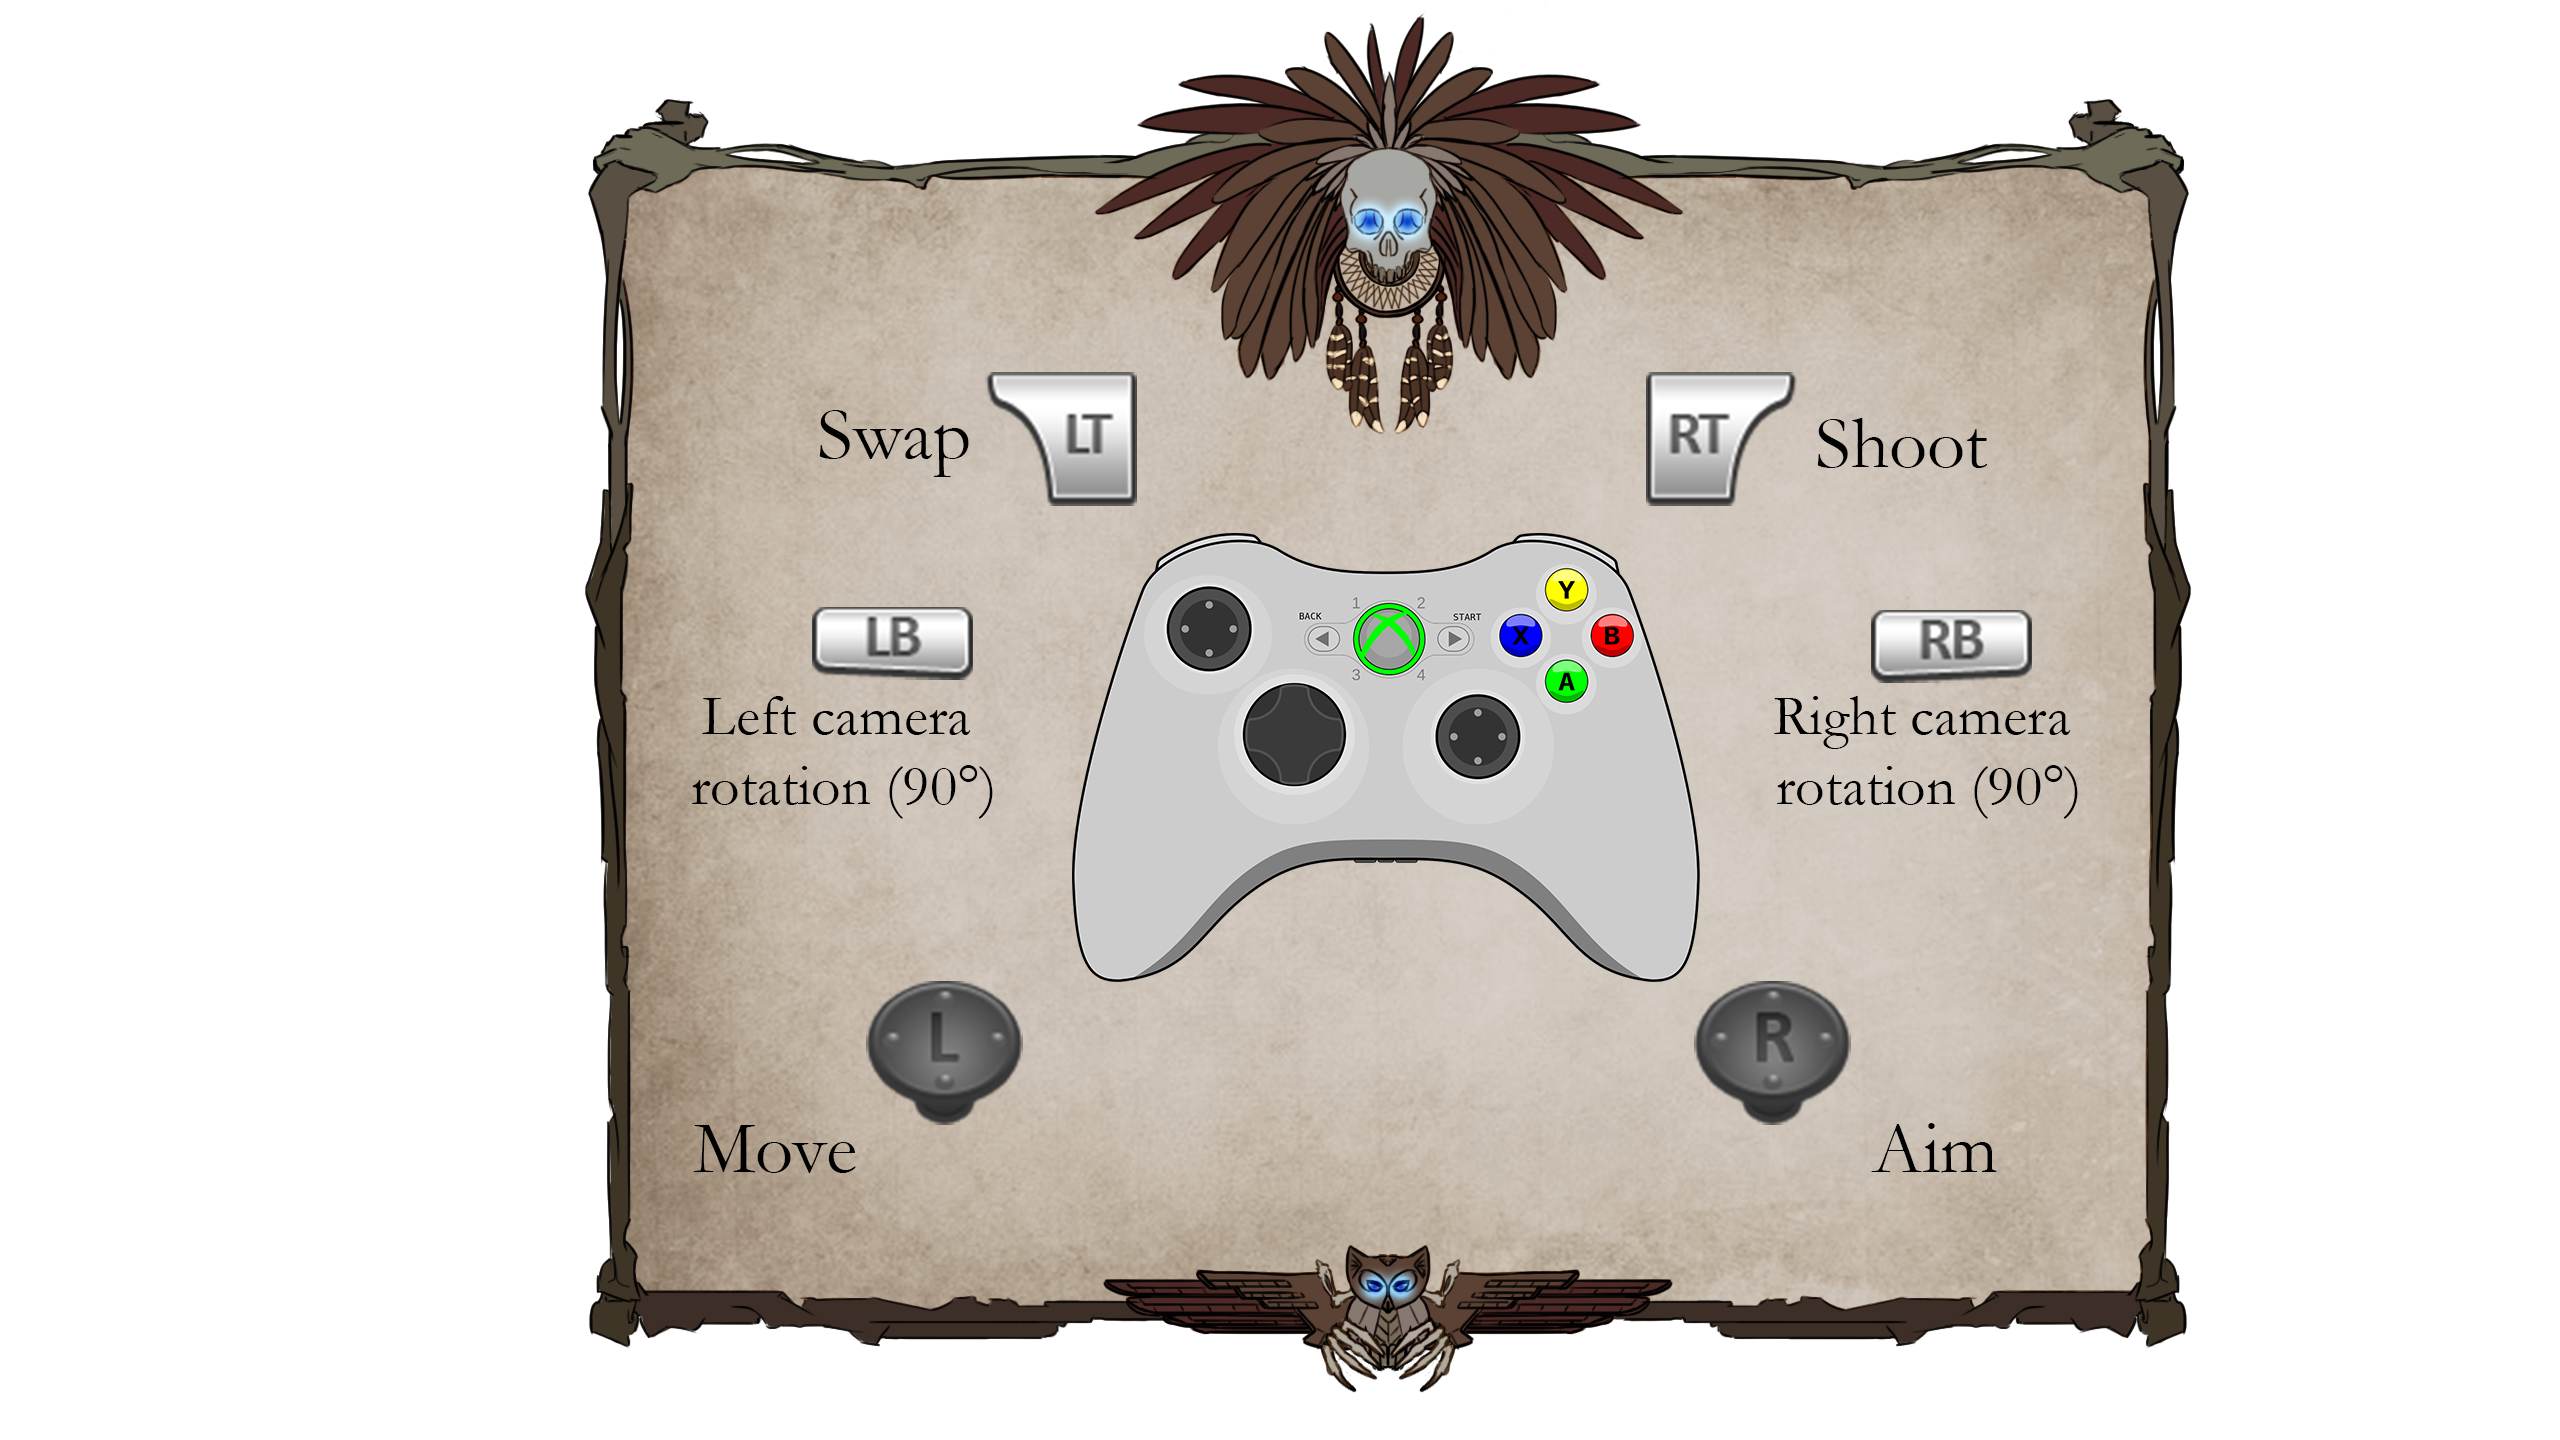 Swap LT
RT Shoot
LB
RB
Left camera
rotation (90°)
Right camera
rotation (90°)
BACK
START
1 2
3 4
Y
X
B
A
L
R
Move
Aim